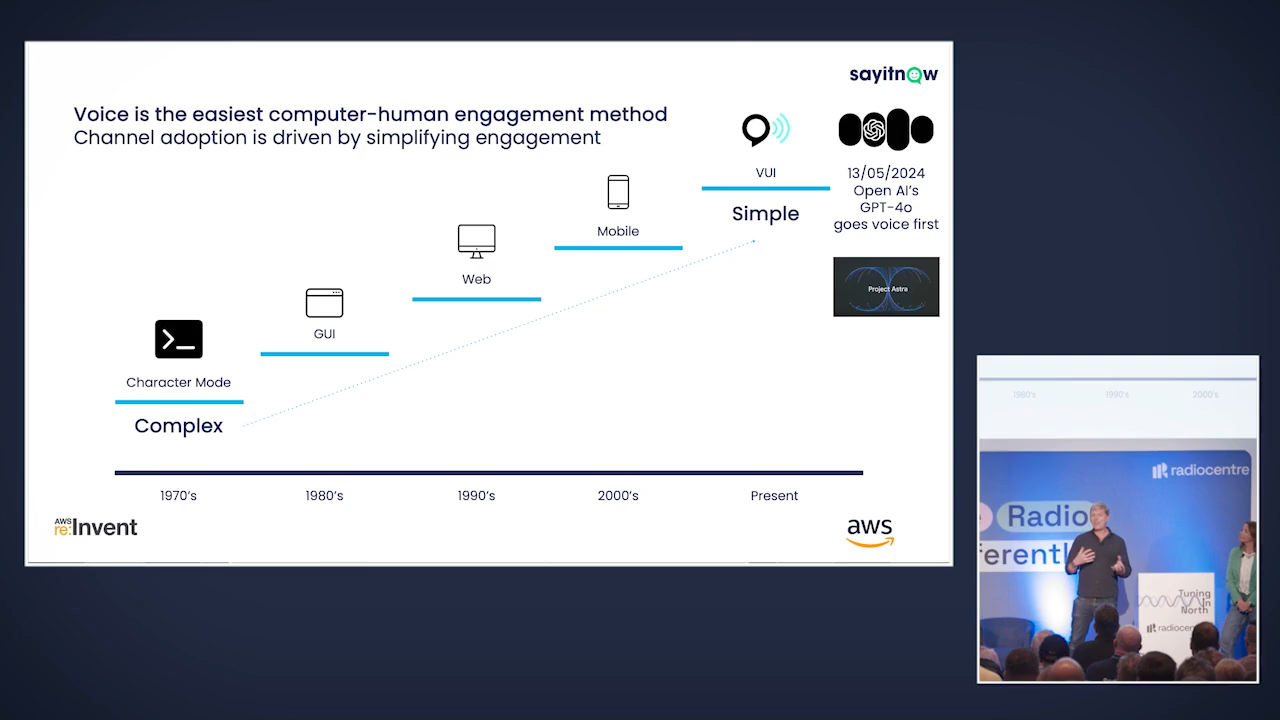 sayitnow
Voice is the easiest computer-human engagement method
Channel adoption is driven by simplifying engagement
VUI
Simple
13/05/2024
Open AI's
GPT-4o
goes voice first
Project Astra
Mobile
Web
GUI
Character Mode
Complex
1970's
1980's
1990's
2000's
Present
AWS
re:Invent
aws
1980's
1990's
2000's
radiocentre
Radio
Tuning
in
North
radiocen